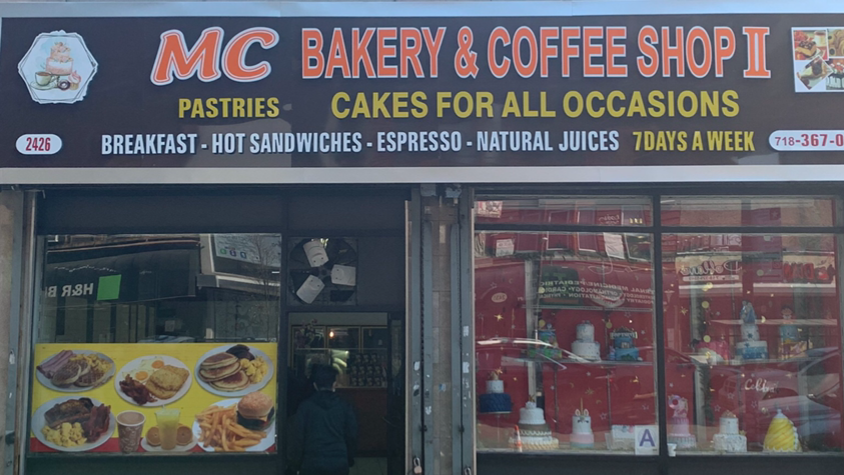 MC BAKERY & COFFEE SHOP II
PASTRIES CAKES FOR ALL OCCASIONS
2426 BREAKFAST - HOT SANDWICHES - ESPRESSO - NATURAL JUICES 7DAYS A WEEK 718-367-0
H&R B
A